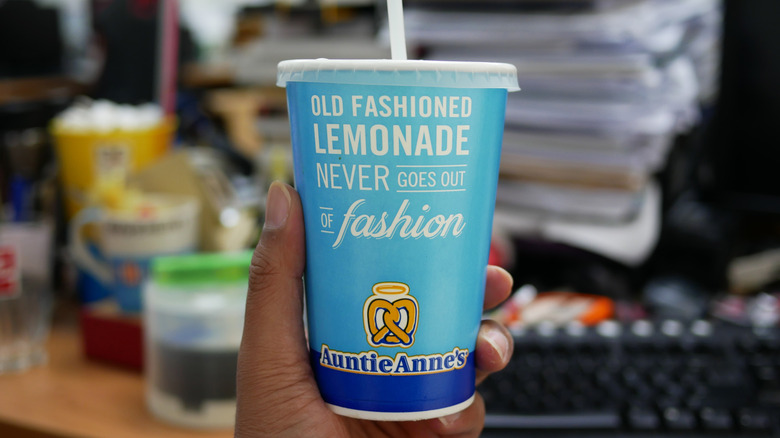 OLD FASHIONED
LEMONADE
NEVER GOES OUT
OF fashion
AuntieAnne's